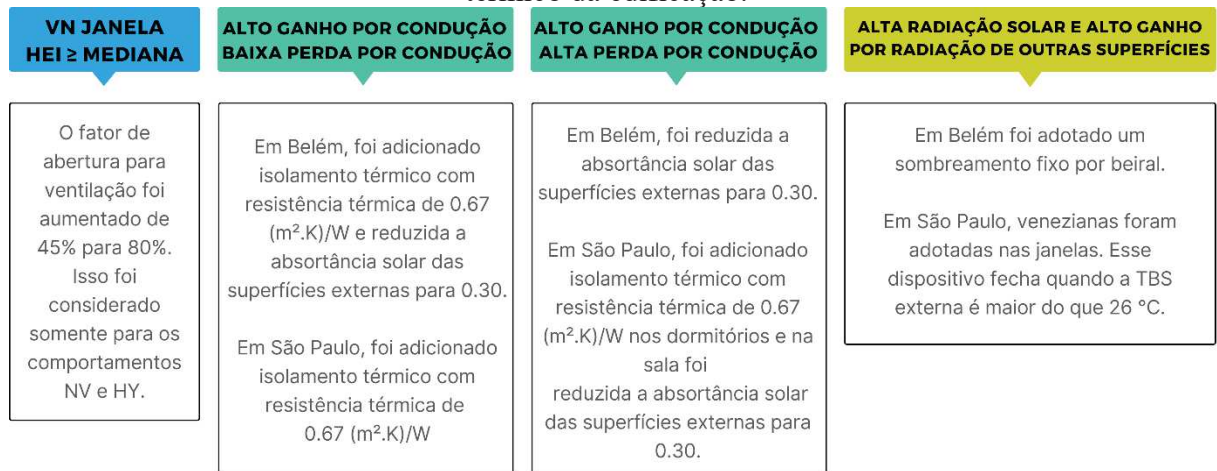 térmico da edificação.
VN JANELA
HEI ≥ MEDIANA
O fator de
abertura para
ventilação foi
aumentado de
45% para 80%.
Isso foi
considerado
somente para os
comportamentos
NV e HY.
ALTO GANHO POR CONDUÇÃO
BAIXA PERDA POR CONDUÇÃO
Em Belém, foi adicionado
isolamento térmico com
resistência térmica de 0.67
(m².K)/W e reduzida a
absortância solar das
superfícies externas para 0.30.
Em São Paulo, foi adicionado
isolamento térmico com
resistência térmica de
0.67 (m².K)/W
ALTO GANHO POR CONDUÇÃO
ALTA PERDA POR CONDUÇÃO
Em Belém, foi reduzida a
absortância solar das
superfícies externas para 0.30.
Em São Paulo, foi adicionado
isolamento térmico com
resistência térmica de 0.67
(m².K)/W nos dormitórios e na
sala foi
reduzida a absortância solar
das superfícies externas para
0.30.
ALTA RADIAÇÃO SOLAR E ALTO GANHO
POR RADIAÇÃO DE OUTRAS SUPERFÍCIES
Em Belém foi adotado um
sombreamento fixo por beiral.
Em São Paulo, venezianas foram
adotadas nas janelas. Esse
dispositivo fecha quando a TBS
externa é maior do que 26 °C.